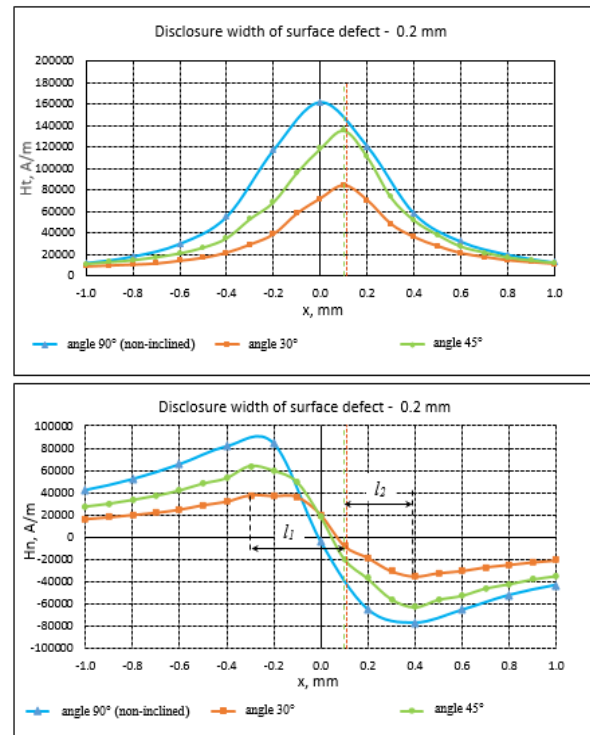 Disclosure width of surface defect - 0.2 mm
Ht, A/m
200000
180000
160000
140000
120000
100000
80000
60000
40000
20000
0
-1.0 -0.8 -0.6 -0.4 -0.2 0.0 0.2 0.4 0.6 0.8 1.0
x, mm
angle 90° (non-inclined) angle 30° angle 45°
Disclosure width of surface defect - 0.2 mm
Hn, A/m
100000
80000
60000
40000
20000
0
-20000
-40000
-60000
-80000
-100000
l2
l1
-1.0 -0.8 -0.6 -0.4 -0.2 0.0 0.2 0.4 0.6 0.8 1.0
x, mm
angle 90° (non-inclined) angle 30° angle 45°